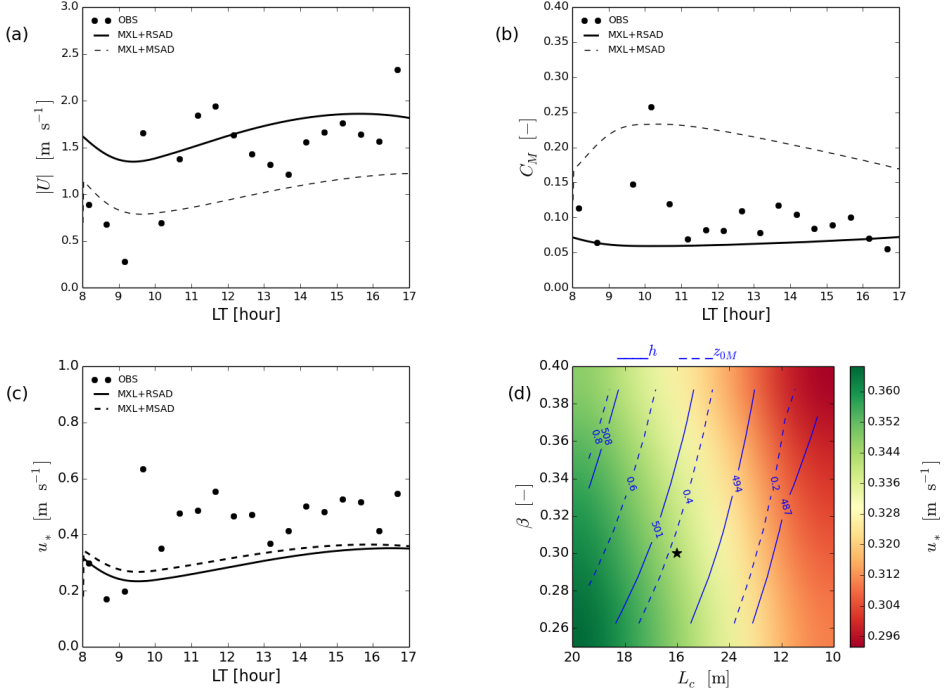 (a)
3.0
2.5
2.0
1.5
1.0
0.5
0.0
|U| [m s⁻¹]
OBS
MXL+RSAD
MXL+MSAD
8 9 10 11 12 13 14 15 16 17
LT [hour]
(b)
0.40
0.35
0.30
0.25
0.20
0.15
0.10
0.05
0.00
C_M [−]
OBS
MXL+RSAD
MXL+MSAD
8 9 10 11 12 13 14 15 16 17
LT [hour]
(c)
1.0
0.8
0.6
0.4
0.2
0.0
u_* [m s⁻¹]
OBS
MXL+RSAD
MXL+MSAD
8 9 10 11 12 13 14 15 16 17
LT [hour]
(d)
h z_{0M}
0.40
0.38
0.36
0.34
0.32
0.30
0.28
0.26
β [−]
0.8
508
0.6
501
0.4
494
0.2
487
20 18 16 24 12 10
L_c [m]
0.360
0.352
0.344
0.336
0.328
0.320
0.312
0.304
0.296
u_* [m s⁻¹]